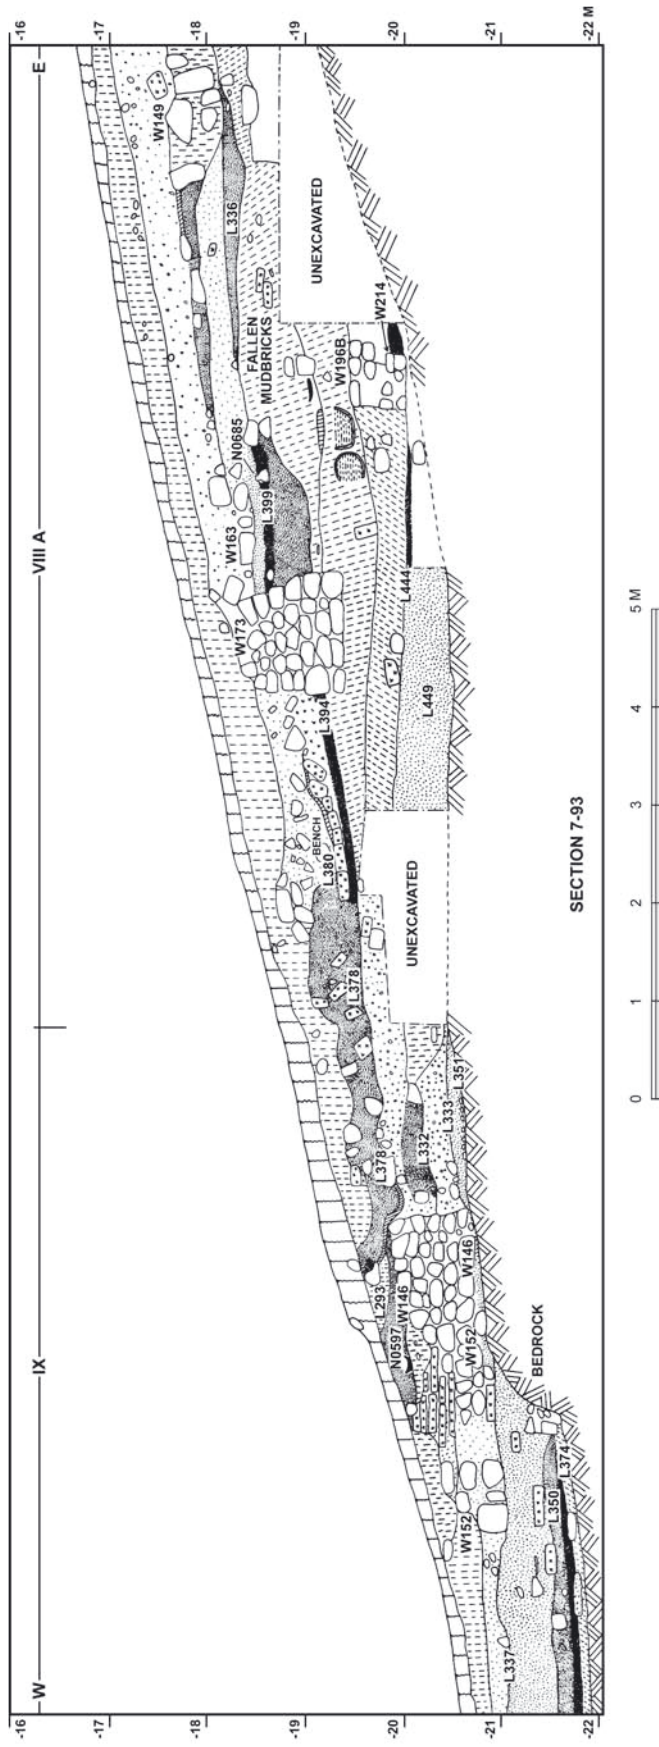 W
IX
VIII A
E
-16
-17
-18
-19
-20
-21
-22
-16
-17
-18
-19
-20
-21
-22 M
W149
L336
UNEXCAVATED
FALLEN
MUDBRICKS
W214
W196B
N0685
L399
W163
W173
L444
L449
L394
BENCH
L380
UNEXCAVATED
L378
L378
L332
L333
L351
L293
W146
W146
N0597
W152
BEDROCK
W152
L350
L374
L337
SECTION 7-93
0
1
2
3
4
5 M